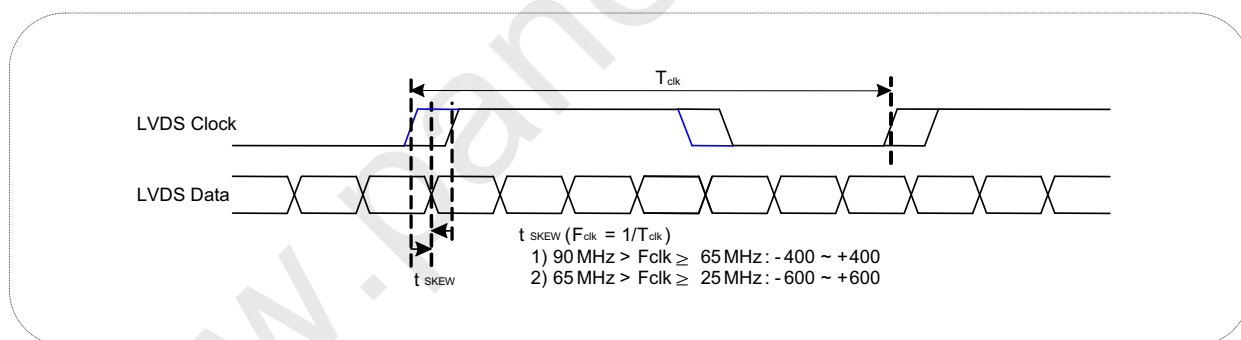 w.pane
T clk
LVDS Clock
LVDS Data
t SKEW (F clk = 1/T clk)
1) 90 MHz > Fclk ≥ 65 MHz : -400 ~ +400
2) 65 MHz > Fclk ≥ 25 MHz : -600 ~ +600
t SKEW